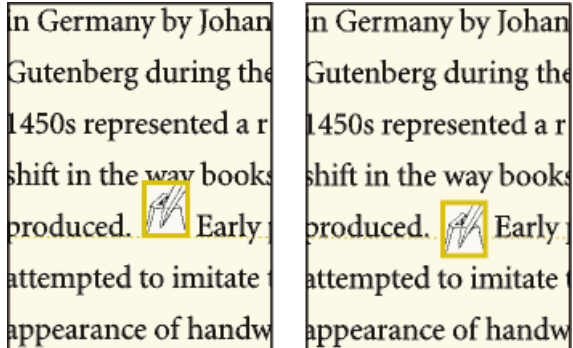 in Germany by Johan
Gutenberg during the
1450s represented a r
shift in the way books
produced. Early
attempted to imitate
appearance of handw
in Germany by Johan
Gutenberg during the
1450s represented a r
shift in the way books
produced. Early
attempted to imitate
appearance of handw